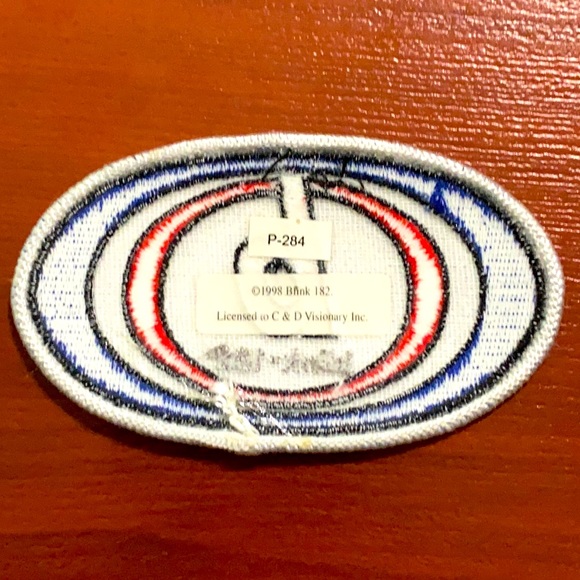 P-284
©1998 Blink 182.
Licensed to C & D Visionary Inc.